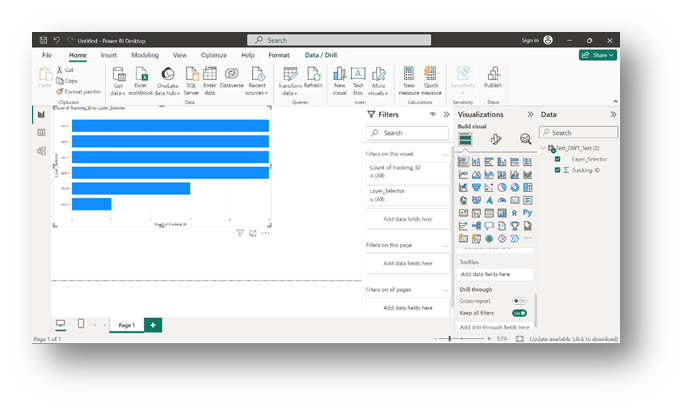 Untitled - Power BI Desktop
Search
Sign in
File Home Insert Modeling View Optimize Help Format Data / Drill
Share
Paste
Cut
Copy
Format painter
Get data
Excel workbook
OneLake data hub
SQL Server
Enter data
Dataverse
Recent sources
Transform data
Refresh
New visual
Text box
More visuals
New measure
Quick measure
Sensitivity
Publish
Clipboard
Data
Queries
Insert
Calculations
Sensitivity
Share
Count of Tracking_ID by Layer_Selector
Layer_Selector
Count of Tracking_ID
Filters
Search
Filters on this visual
Count of Tracking_ID
is (All)
Layer_Selector
is (All)
Add data fields here
Filters on this page
Add data fields here
Filters on all pages
Add data fields here
Visualizations
Build visual
R Py
Tooltips
Add data fields here
Drill through
Cross-report
Off
Keep all filters
On
Add drill-through fields here
Data
Search
Test_DWT_Test (2)
Layer_Selector
Tracking_ID
Page 1
Page 1 of 1
53%
Update available (click to download)